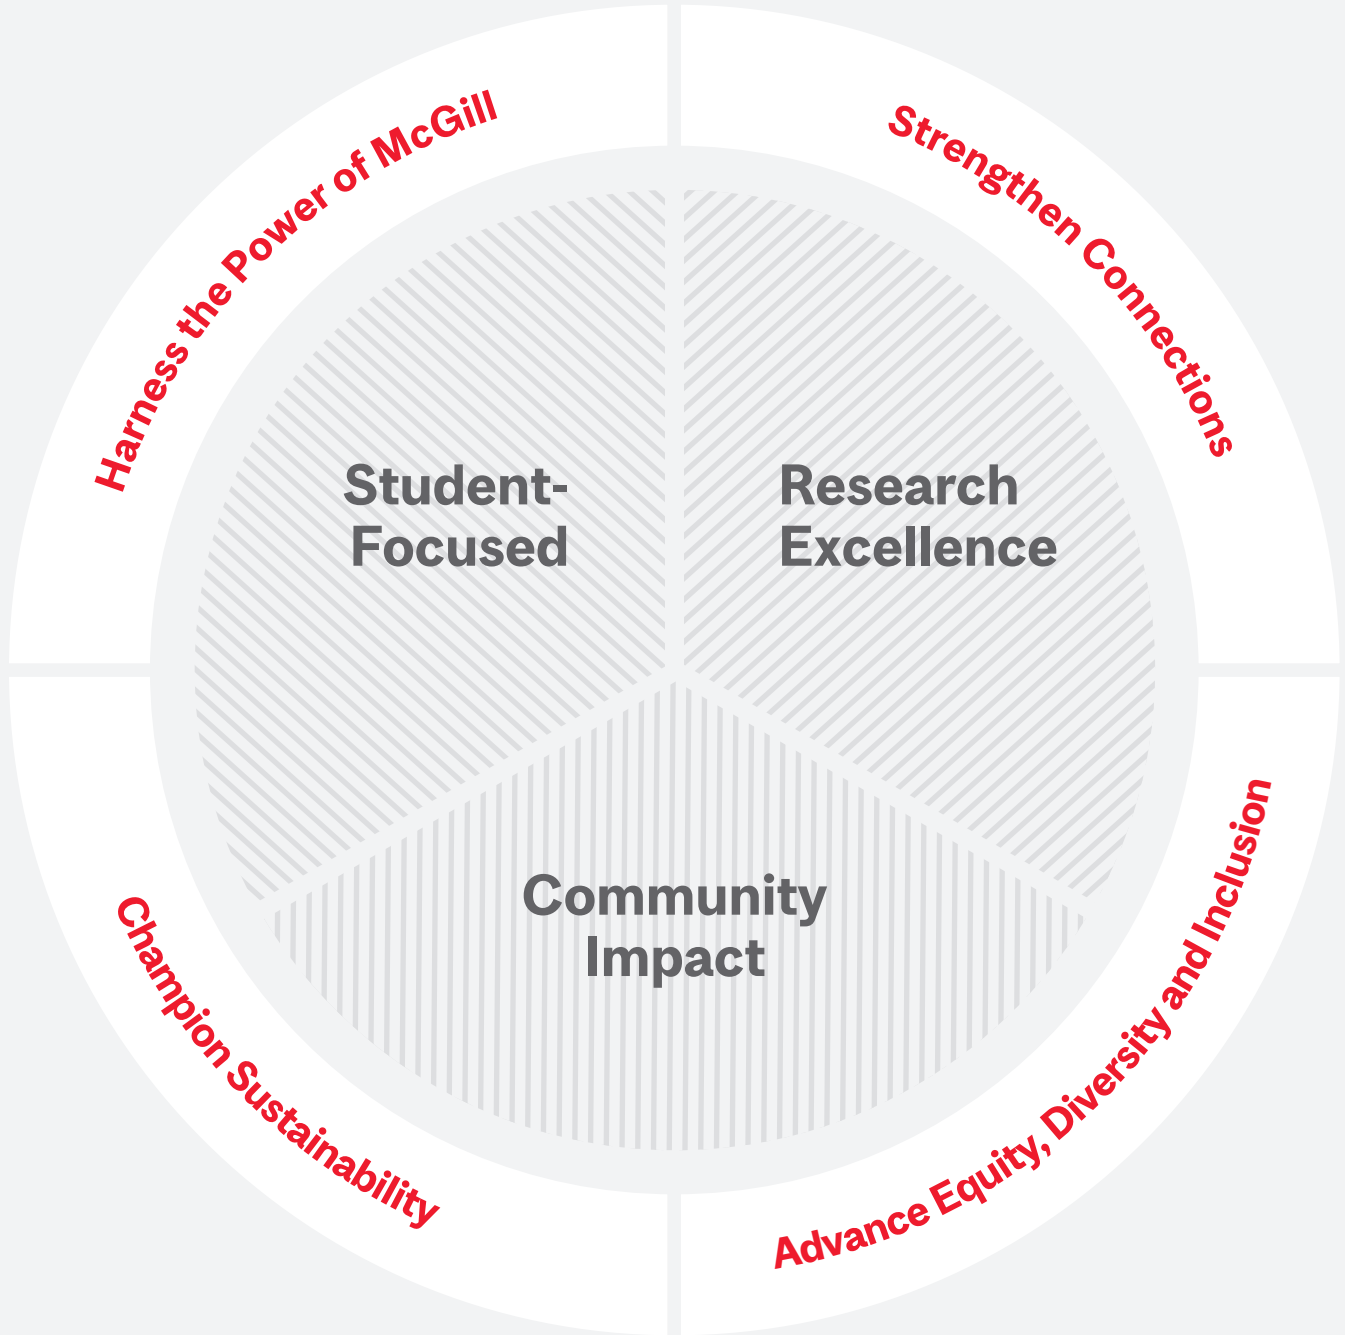 Harness the Power of McGill
Strengthen Connections
Student-
Focused
Research
Excellence
Community
Impact
Champion Sustainability
Advance Equity, Diversity and Inclusion